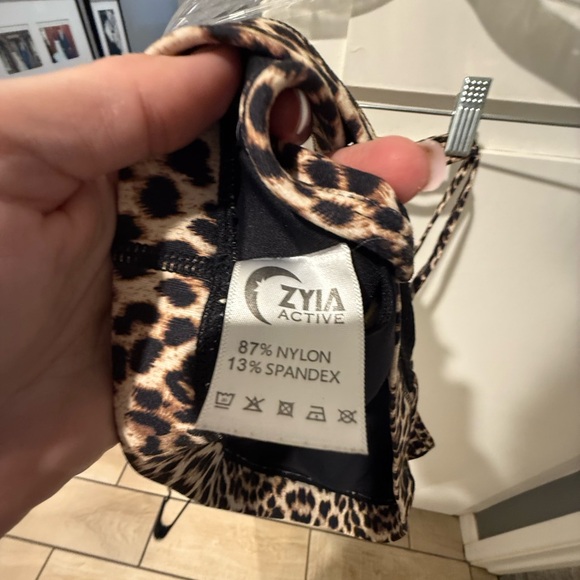 ZYIA
ACTIVE
87% NYLON
13% SPANDEX